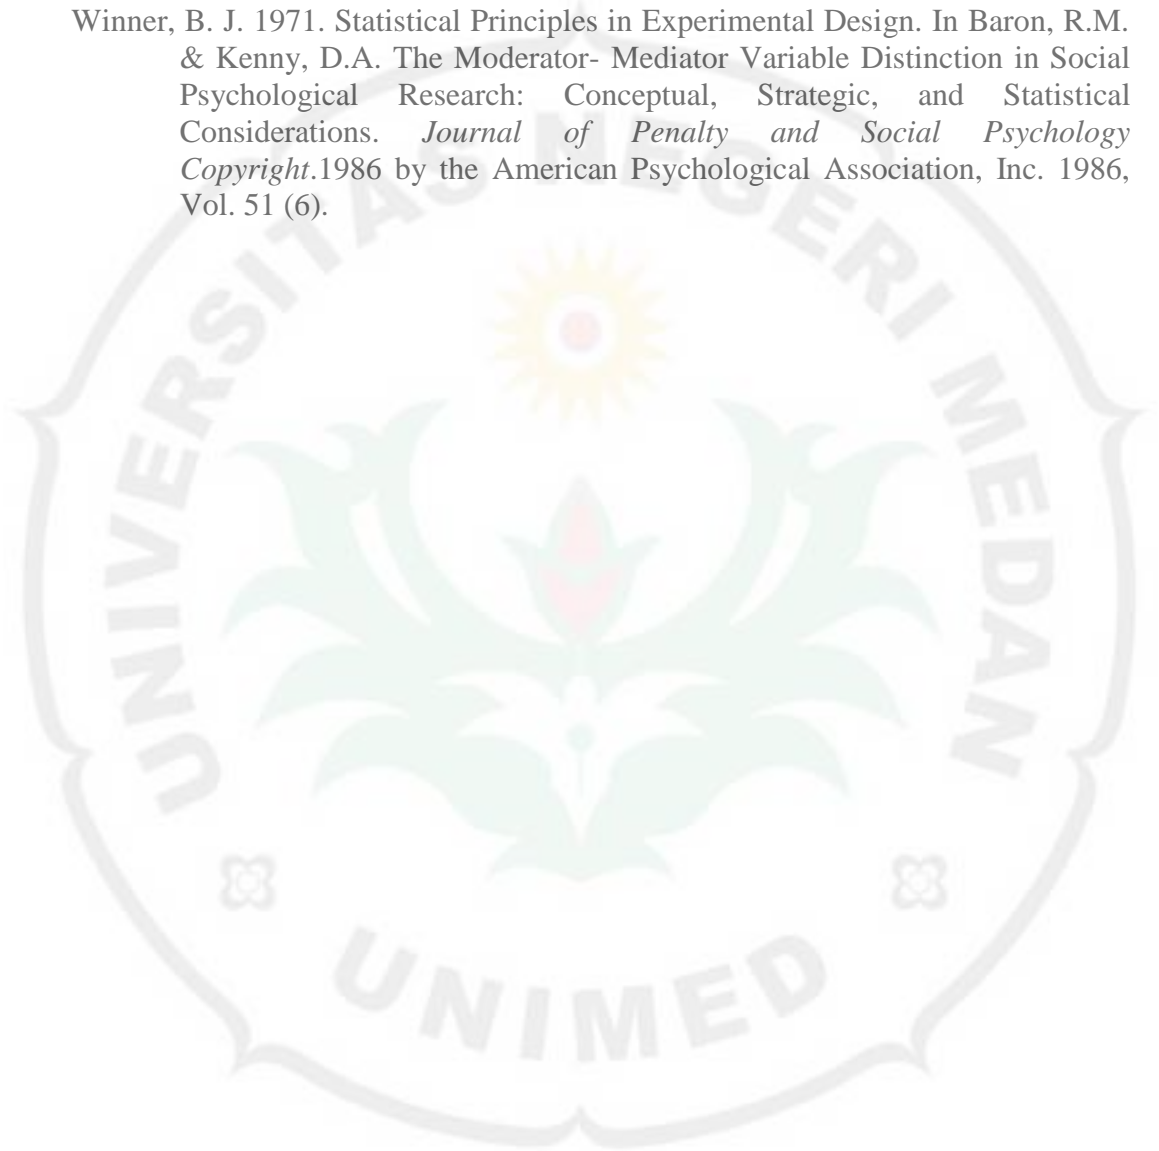 Winner, B. J. 1971. Statistical Principles in Experimental Design. In Baron, R.M.
& Kenny, D.A. The Moderator- Mediator Variable Distinction in Social
Psychological Research: Conceptual, Strategic, and Statistical
Considerations. Journal of Penalty and Social Psychology
Copyright.1986 by the American Psychological Association, Inc. 1986,
Vol. 51 (6).
UNIVERSITAS NEGERI MEDAN
UNIMED